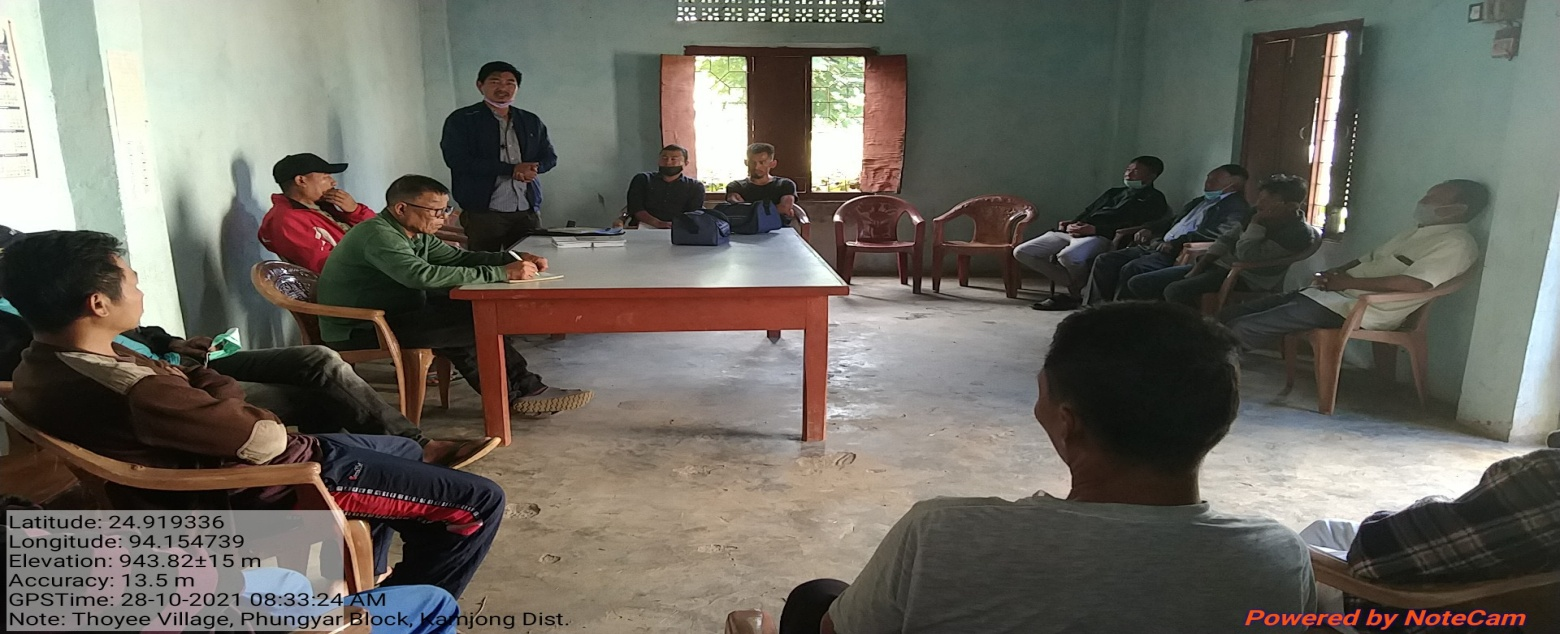 Latitude: 24.919336
Longitude: 94.154739
Elevation: 943.82±15 m
Accuracy: 13.5 m
GPSTime: 28-10-2021 08:33:24 AM
Note: Thoyee Village, Phungyar Block, Kamjong Dist.
Powered by NoteCam